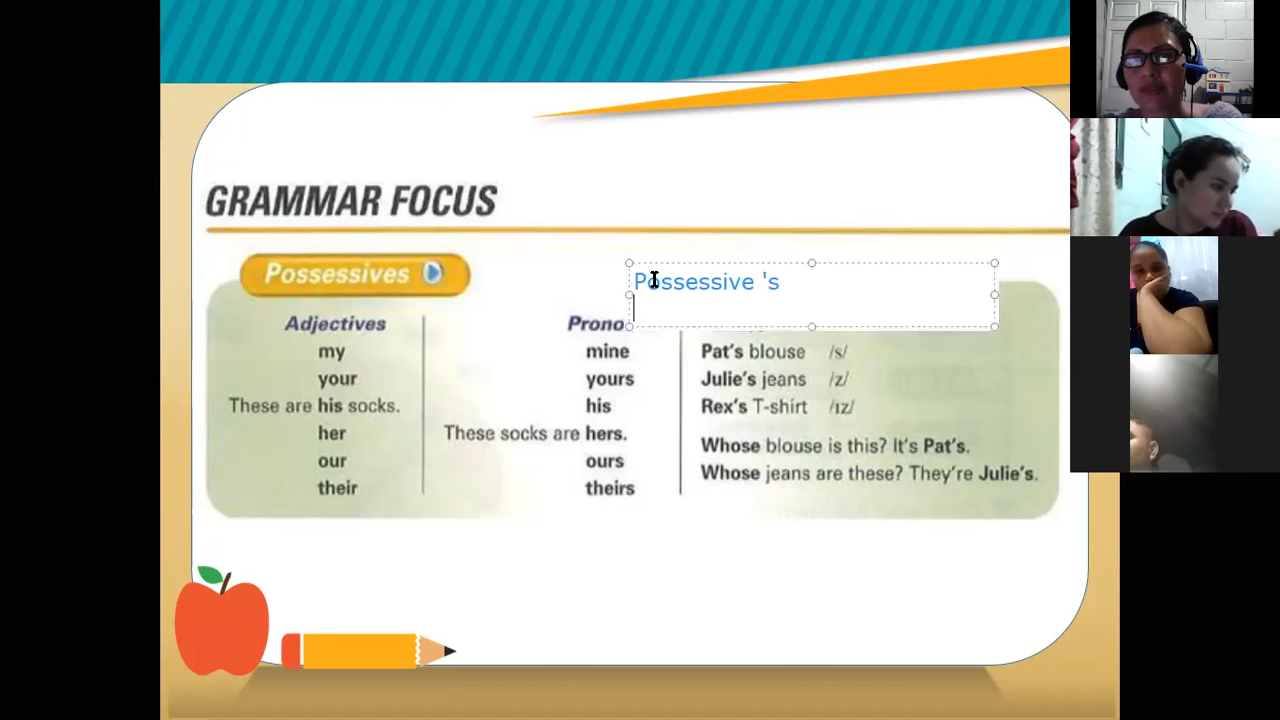 GRAMMAR FOCUS
Possessives
Possessive 's
Adjectives
my
your
These are his socks.
her
our
their
mine
yours
his
These socks are hers.
ours
theirs
Pat's blouse /s/
Julie's jeans /z/
Rex's T-shirt /ɪz/
Whose blouse is this? It's Pat's.
Whose jeans are these? They're Julie's.